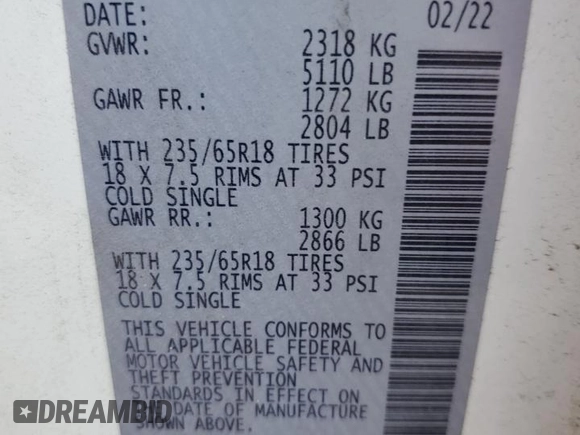 DATE: 02/22
GVWR: 2318 KG
5110 LB
GAWR FR.: 1272 KG
2804 LB
WITH 235/65R18 TIRES
18 X 7.5 RIMS AT 33 PSI
COLD SINGLE
GAWR RR.: 1300 KG
2866 LB
WITH 235/65R18 TIRES
18 X 7.5 RIMS AT 33 PSI
COLD SINGLE
THIS VEHICLE CONFORMS TO
ALL APPLICABLE FEDERAL
MOTOR VEHICLE SAFETY AND
THEFT PREVENTION
STANDARDS IN EFFECT ON
DATE OF MANUFACTURE
SHOWN ABOVE.
DREAMBID